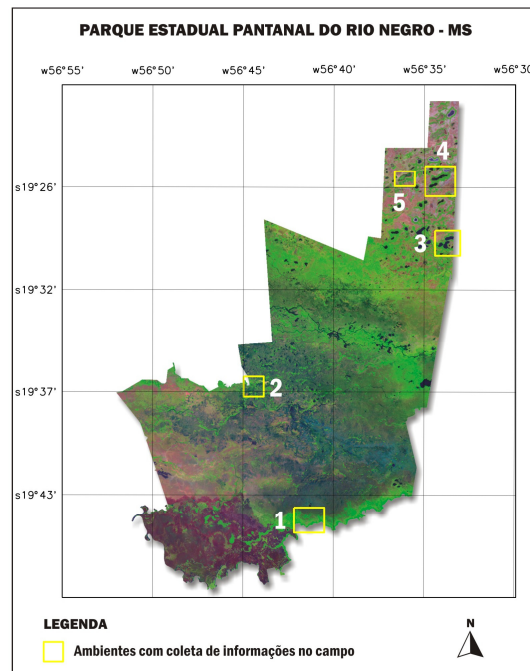 PARQUE ESTADUAL PANTANAL DO RIO NEGRO - MS
w56°55' w56°50' w56°45' w56°40' w56°35' w56°30'
4
s19°26'
5
3
s19°32'
s19°37'
2
s19°43'
1
LEGENDA
N
Ambientes com coleta de informações no campo